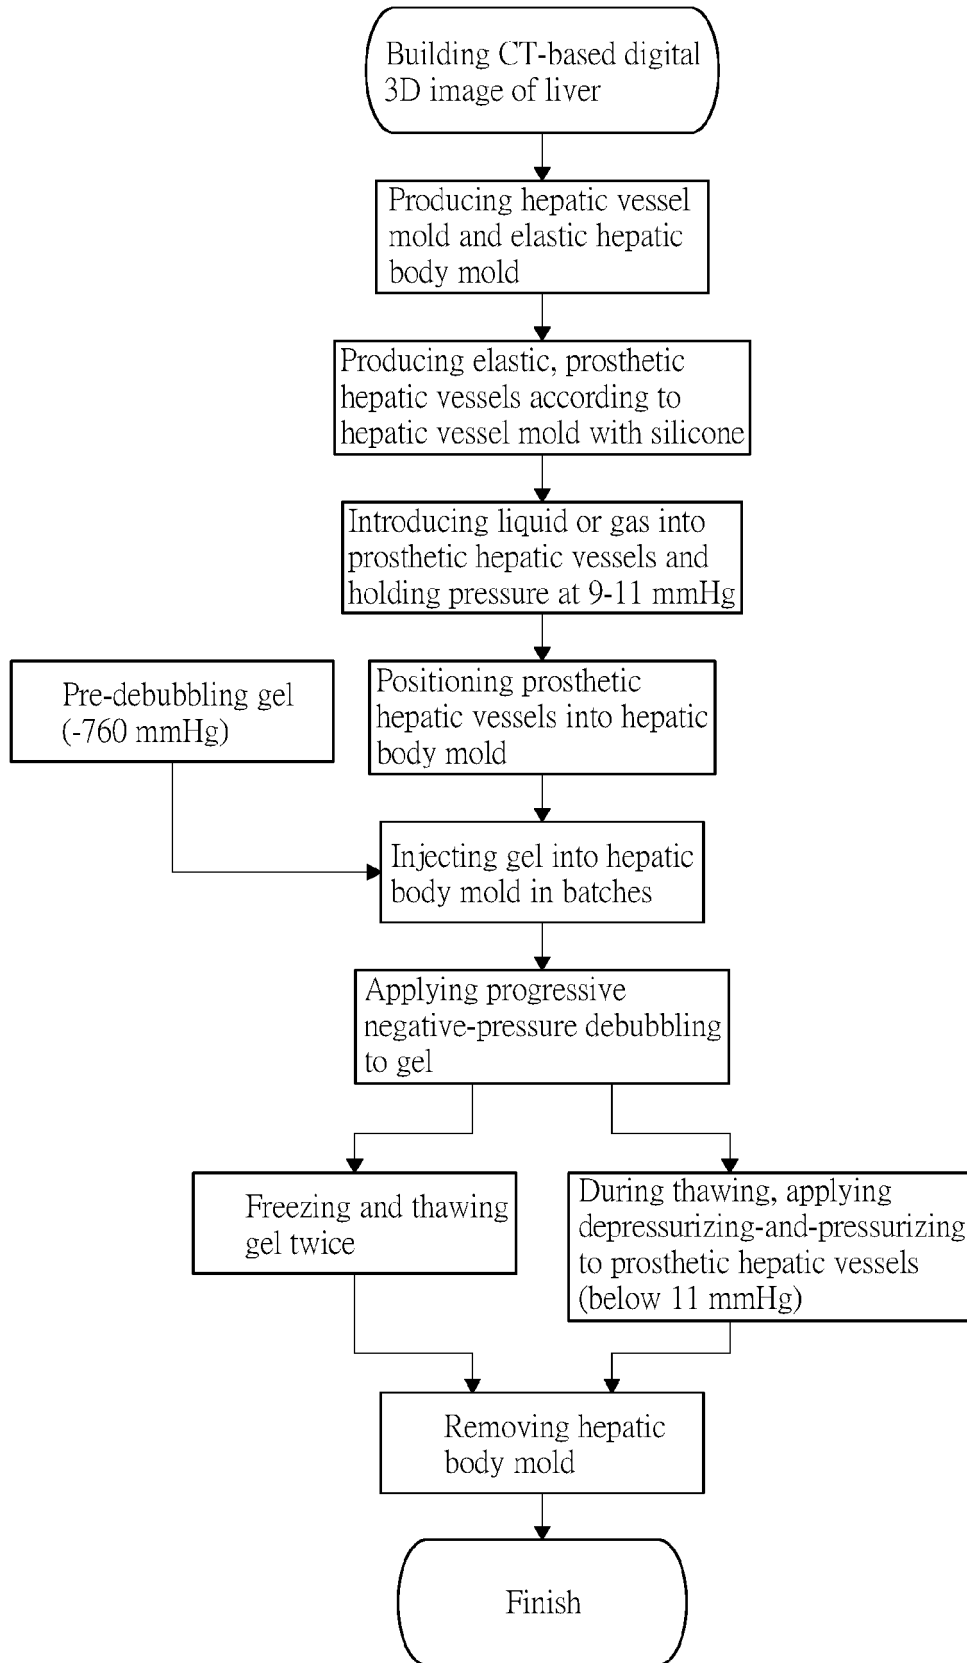 Building CT-based digital
3D image of liver
Producing hepatic vessel
mold and elastic hepatic
body mold
Producing elastic, prosthetic
hepatic vessels according to
hepatic vessel mold with silicone
Introducing liquid or gas into
prosthetic hepatic vessels and
holding pressure at 9-11 mmHg
Pre-debubbling gel
(-760 mmHg)
Positioning prosthetic
hepatic vessels into hepatic
body mold
Injecting gel into hepatic
body mold in batches
Applying progressive
negative-pressure debubbling
to gel
Freezing and thawing
gel twice
During thawing, applying
depressurizing-and-pressurizing
to prosthetic hepatic vessels
(below 11 mmHg)
Removing hepatic
body mold
Finish